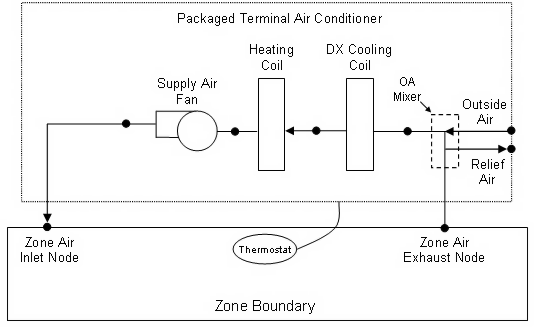 Packaged Terminal Air Conditioner
Heating
Coil
DX Cooling
Coil
Supply Air
Fan
OA
Mixer
Outside
Air
Relief
Air
Zone Air
Inlet Node
Thermostat
Zone Air
Exhaust Node
Zone Boundary